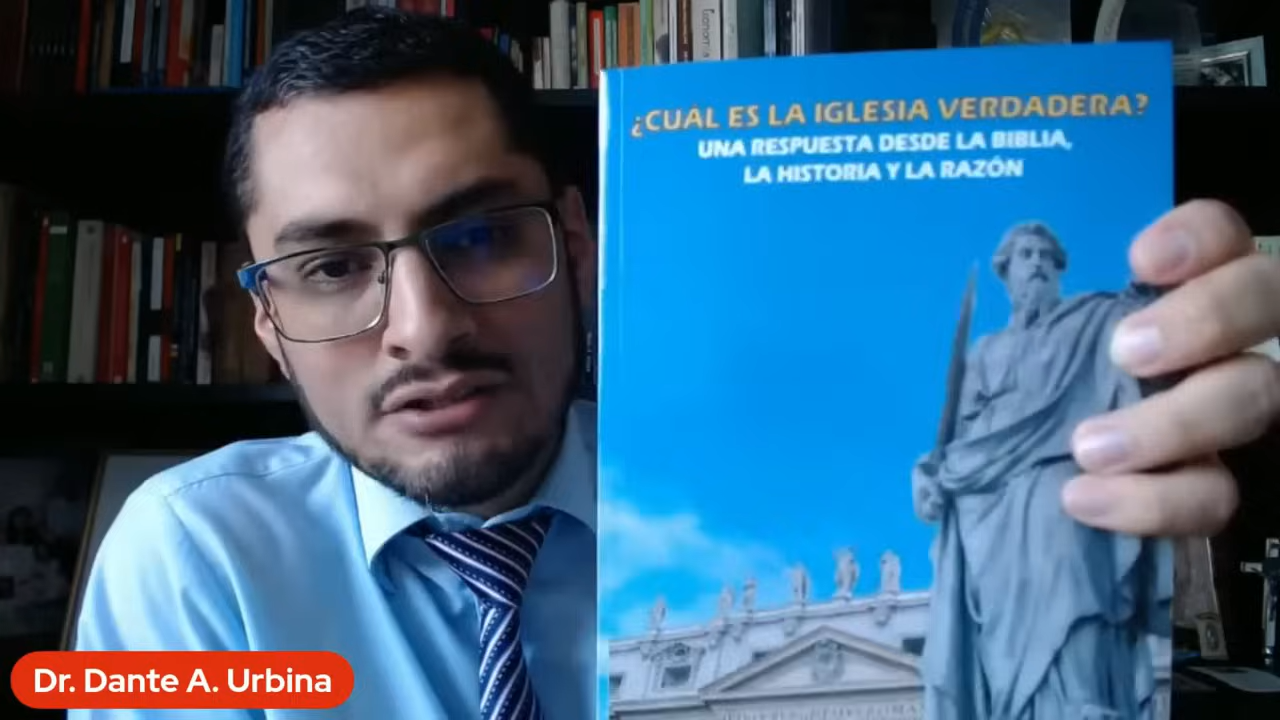 ¿CUÁL ES LA IGLESIA VERDADERA?
UNA RESPUESTA DESDE LA BIBLIA,
LA HISTORIA Y LA RAZÓN
Dr. Dante A. Urbina